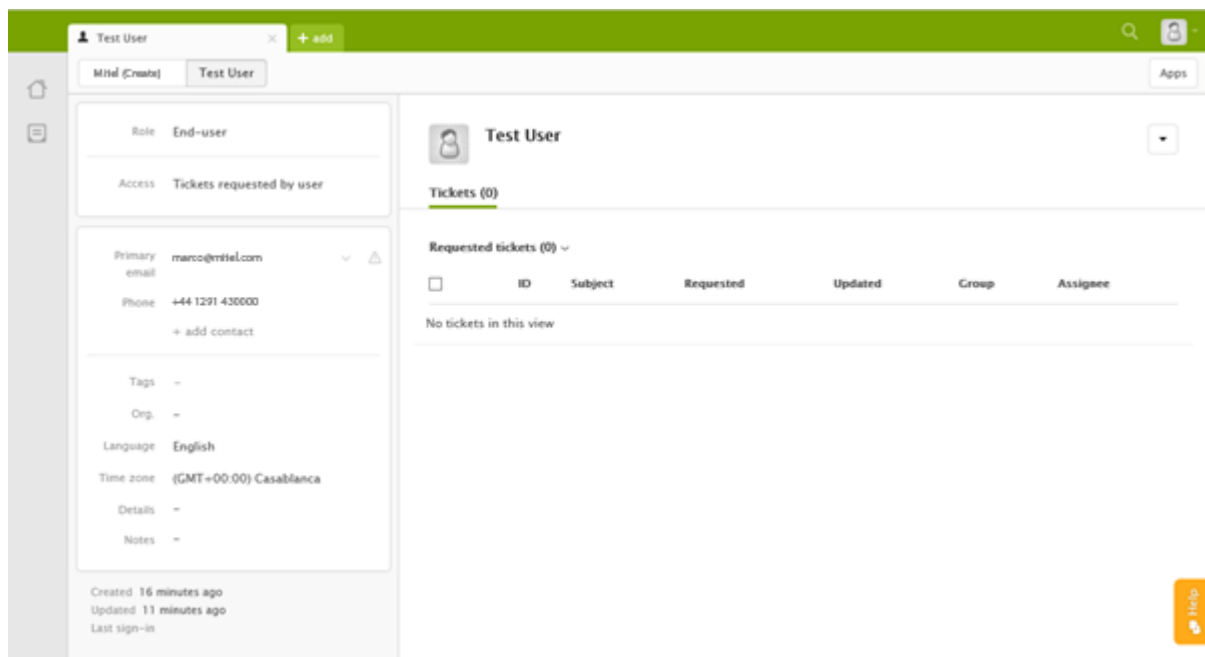 Test User × + add
Mitel (Create) Test User Apps
Role End-user
Access Tickets requested by user
Primary email marco@mitel.com
Phone +44 1291 430000
+ add contact
Tags –
Org. –
Language English
Time zone (GMT+00:00) Casablanca
Details –
Notes –
Created 16 minutes ago
Updated 11 minutes ago
Last sign-in
Test User
Tickets (0)
Requested tickets (0)
ID Subject Requested Updated Group Assignee
No tickets in this view
Help